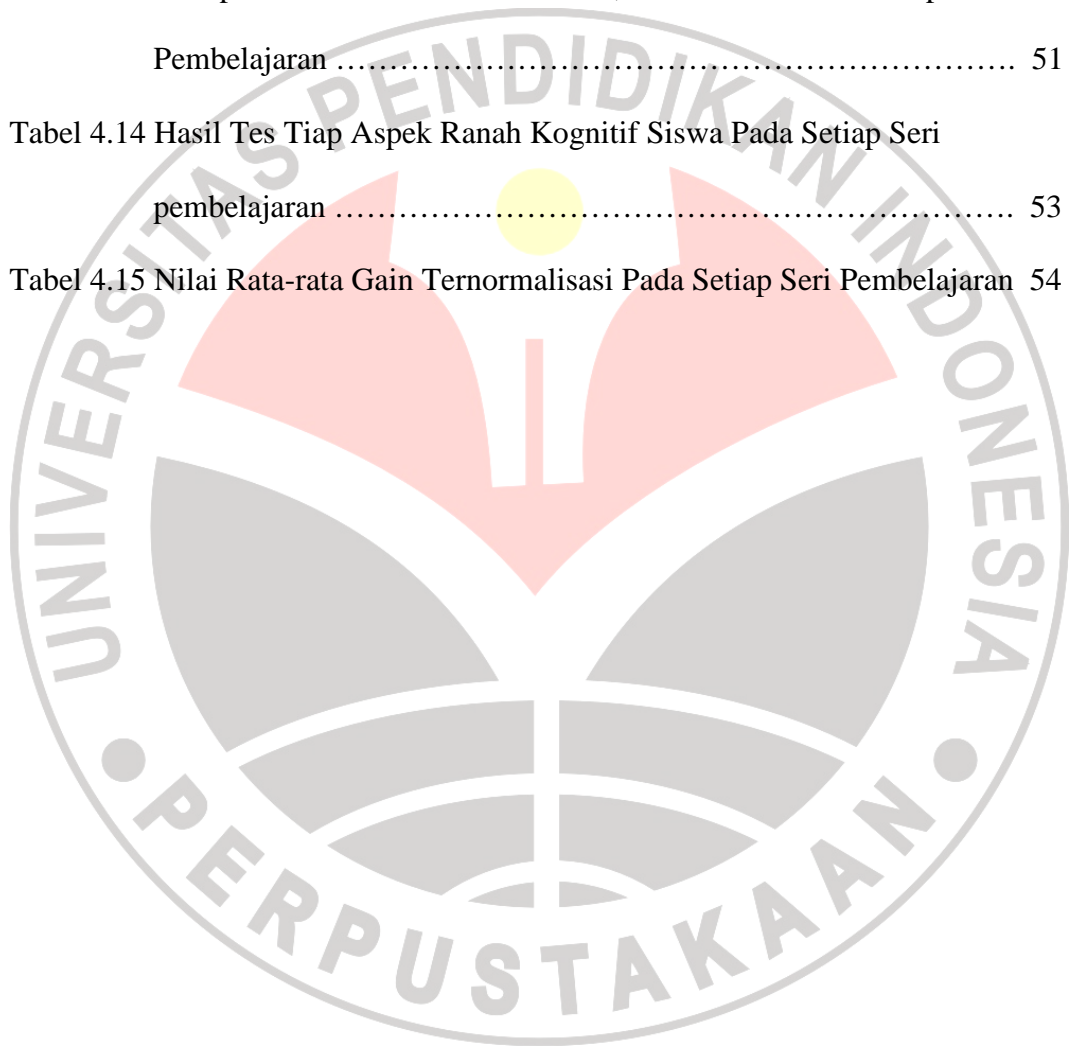 Pembelajaran ……………………………………………………. 51
Tabel 4.14 Hasil Tes Tiap Aspek Ranah Kognitif Siswa Pada Setiap Seri
pembelajaran ……………………………………………………. 53
Tabel 4.15 Nilai Rata-rata Gain Ternormalisasi Pada Setiap Seri Pembelajaran 54
UNIVERSITAS PENDIDIKAN INDONESIA
PERPUSTAKAAN